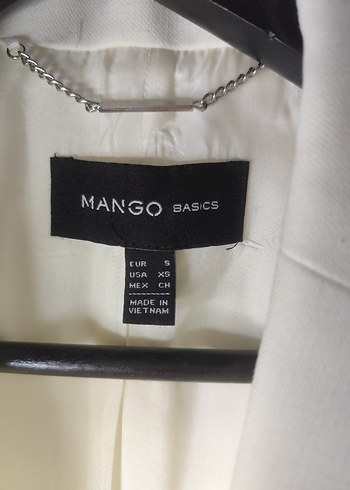 MANGO BASICS
EUR S
USA XS
MEX CH
MADE IN
VIETNAM